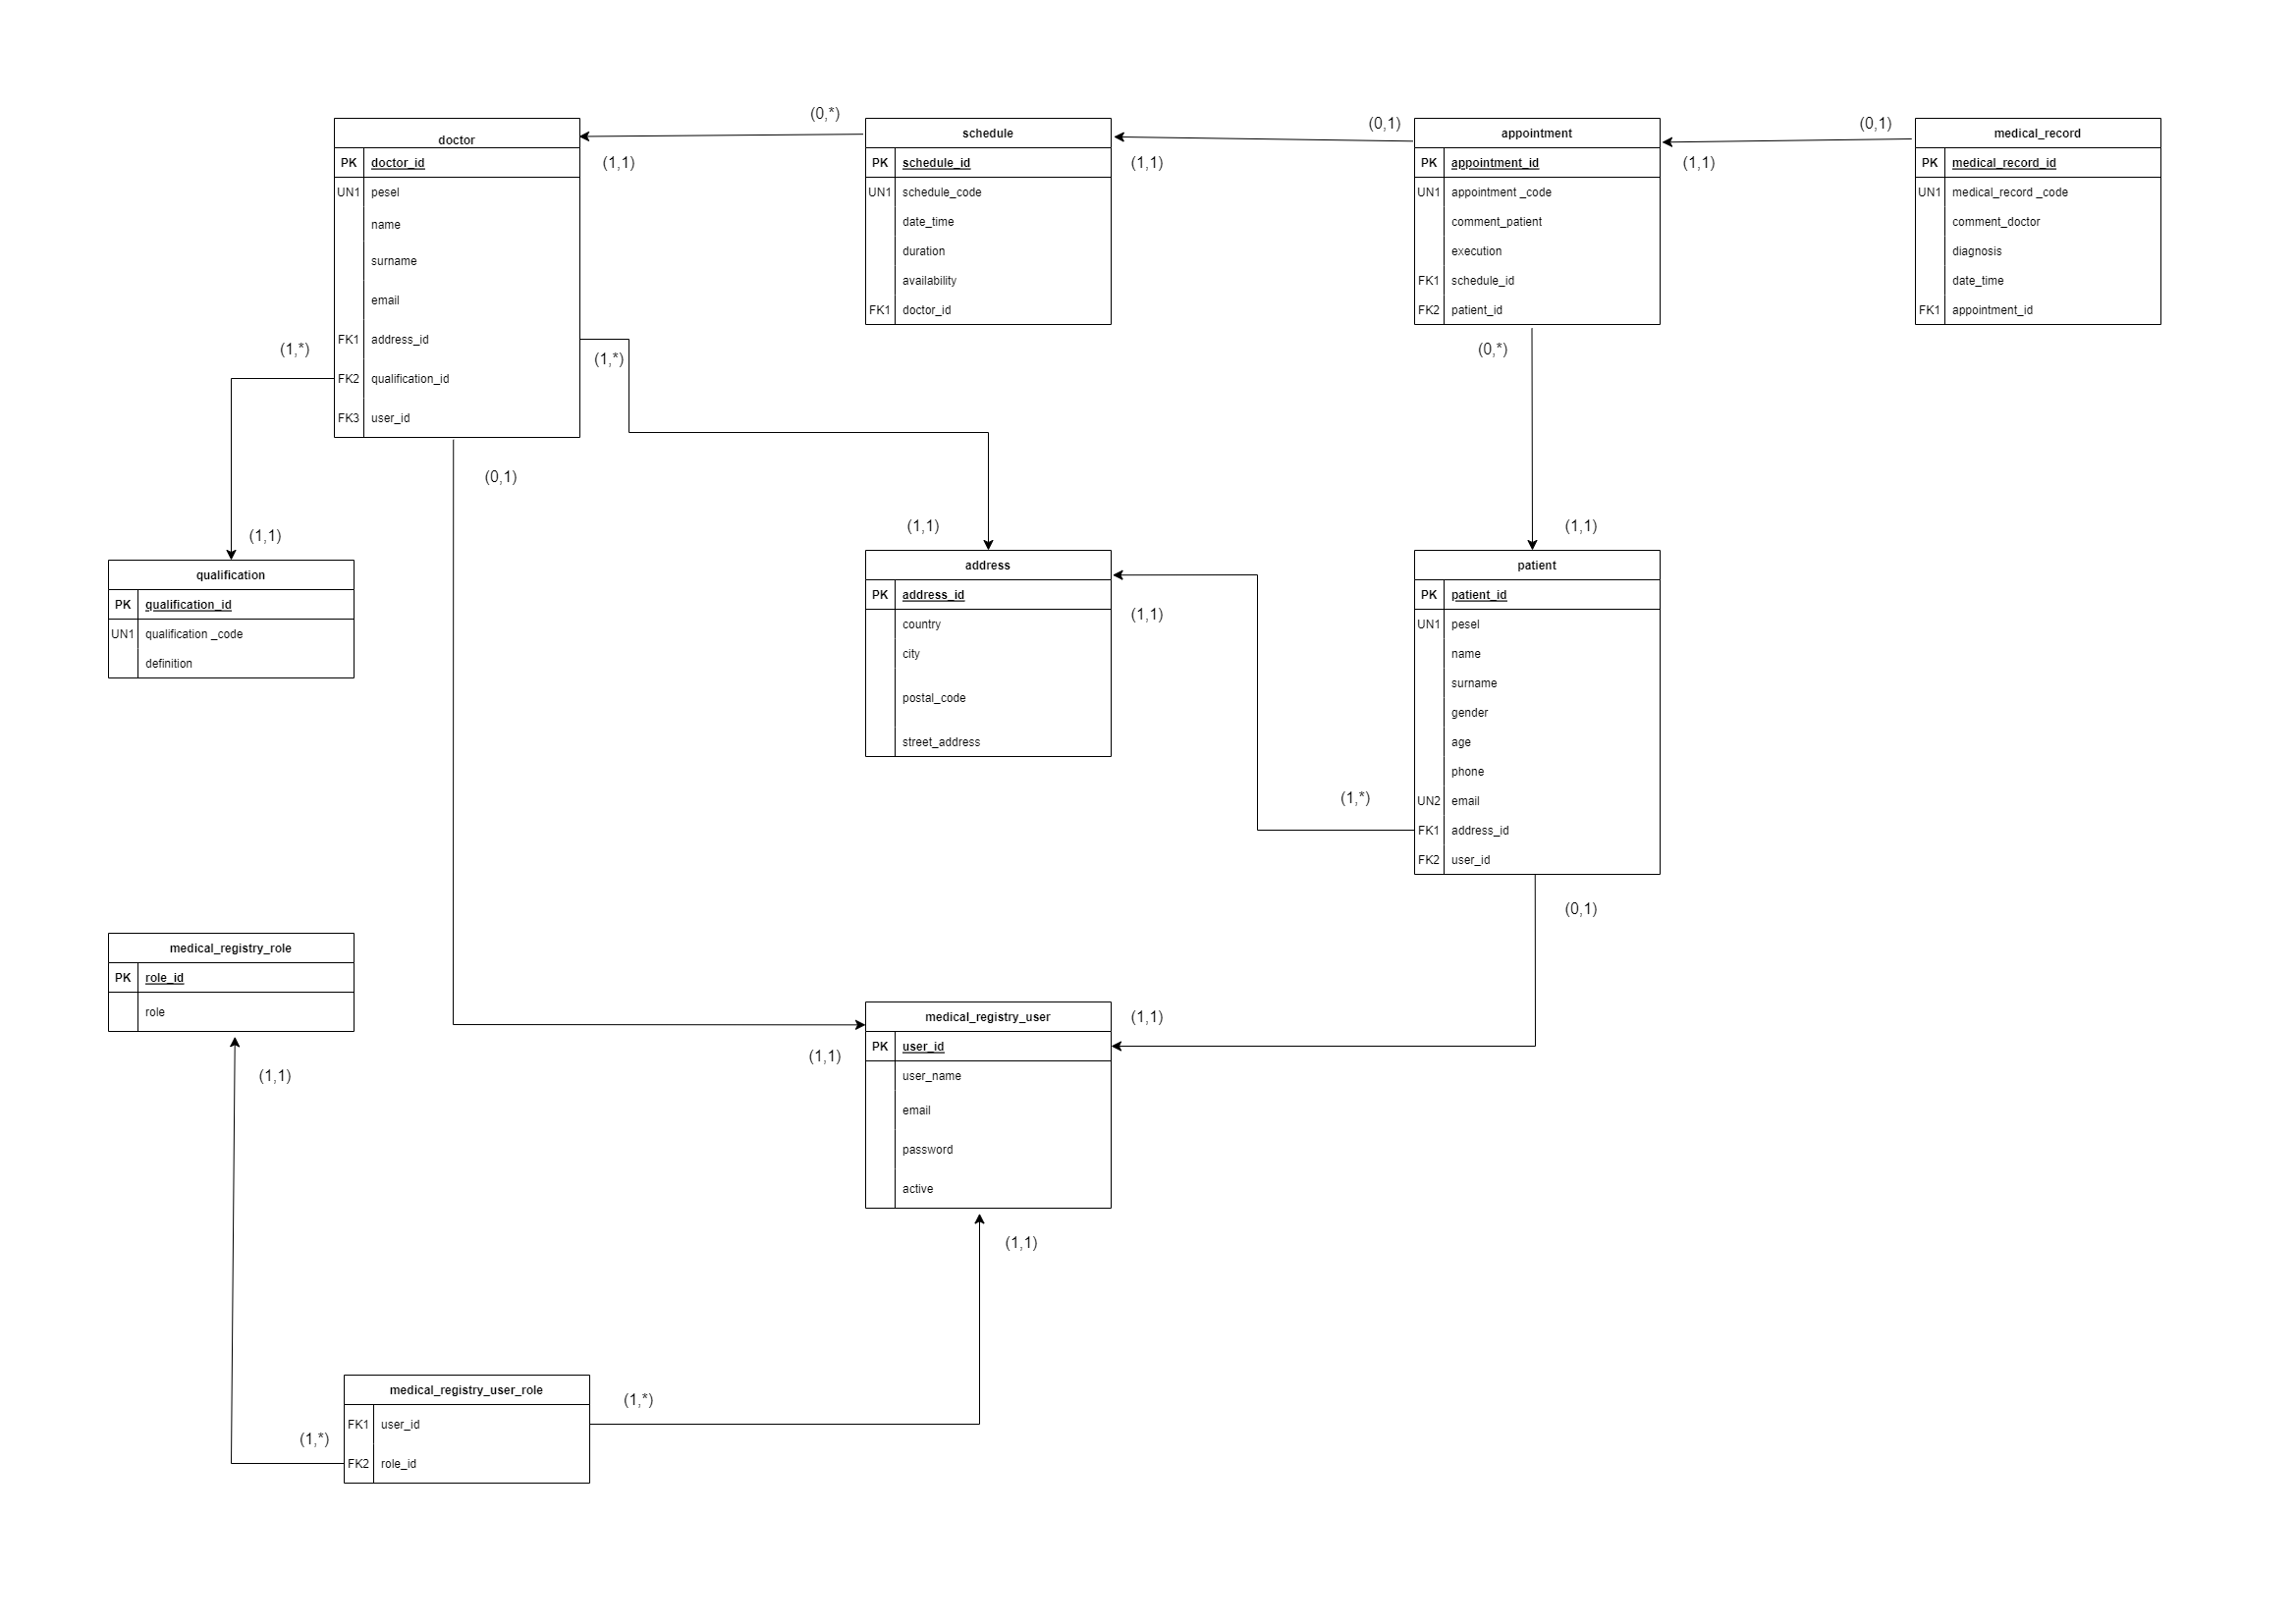 (0,*)
(0,1)
(0,1)
doctor
PK doctor_id
UN1 pesel
name
surname
email
FK1 address_id
FK2 qualification_id
FK3 user_id
(1,1)
schedule
PK schedule_id
UN1 schedule_code
date_time
duration
availability
FK1 doctor_id
(1,1)
appointment
PK appointment_id
UN1 appointment _code
comment_patient
execution
FK1 schedule_id
FK2 patient_id
(1,1)
medical_record
PK medical_record_id
UN1 medical_record _code
comment_doctor
diagnosis
date_time
FK1 appointment_id
(1,*)
(1,*)
(0,*)
(0,1)
(1,1)
(1,1)
(1,1)
qualification
PK qualification_id
UN1 qualification _code
definition
address
PK address_id
country
city
postal_code
street_address
(1,1)
(1,*)
patient
PK patient_id
UN1 pesel
name
surname
gender
age
phone
UN2 email
FK1 address_id
FK2 user_id
(0,1)
medical_registry_role
PK role_id
role
(1,1)
(1,1)
medical_registry_user
PK user_id
user_name
email
password
active
(1,1)
(1,1)
(1,*)
medical_registry_user_role
FK1 user_id
FK2 role_id
(1,*)